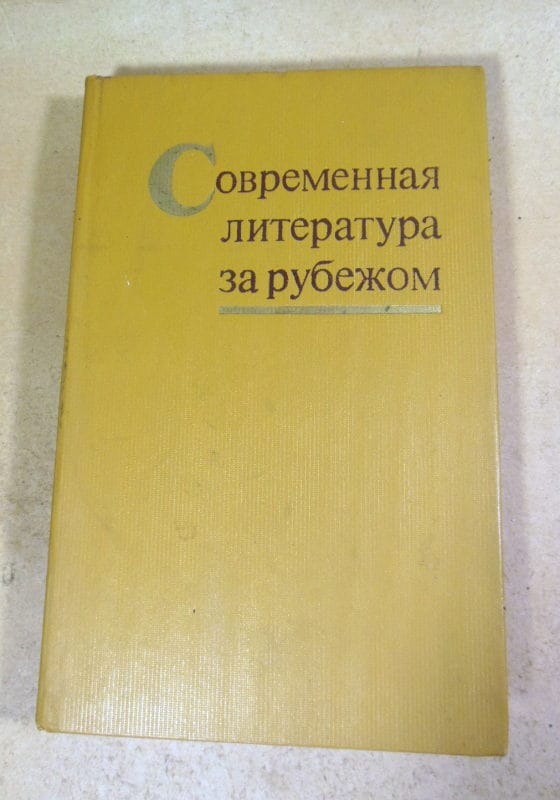 Современная
литература
за рубежом